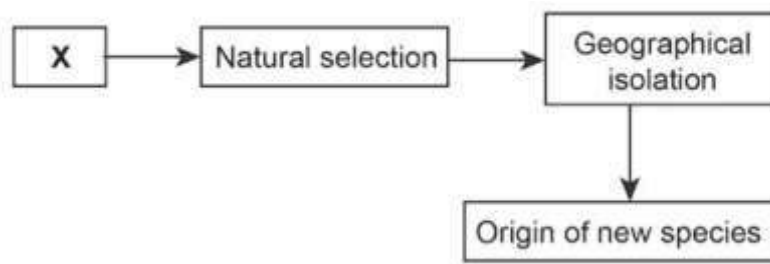 X
Natural selection
Geographical
isolation
Origin of new species